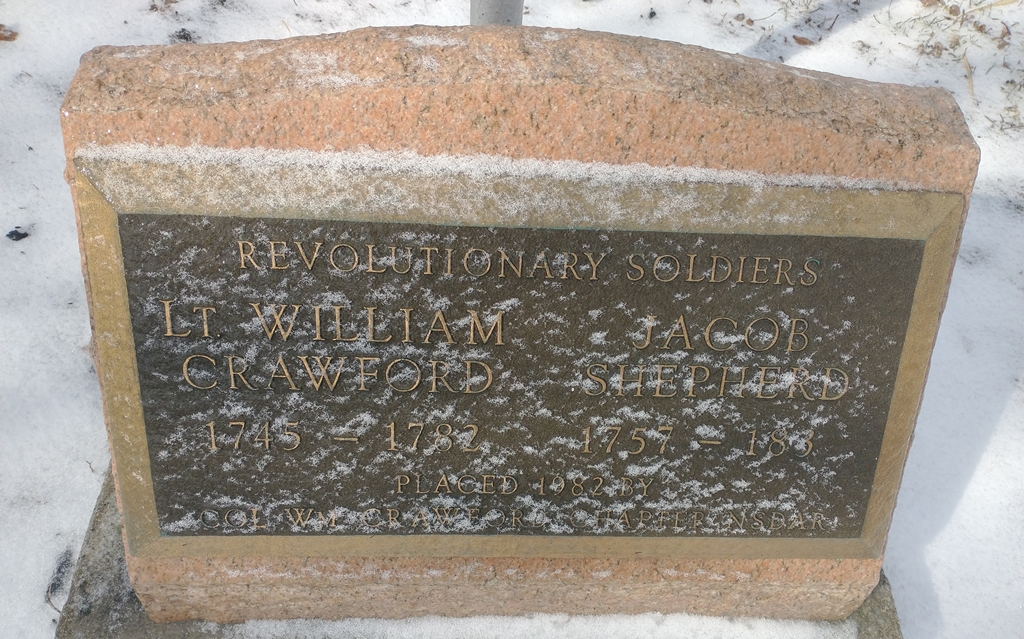 REVOLUTIONARY SOLDIERS
LT. WILLIAM JACOB
CRAWFORD SHEPHERD
1745 – 1782 1757 –
PLACED 1982 BY
COL. WM. CRAWFORD CHAPTER NSDAR